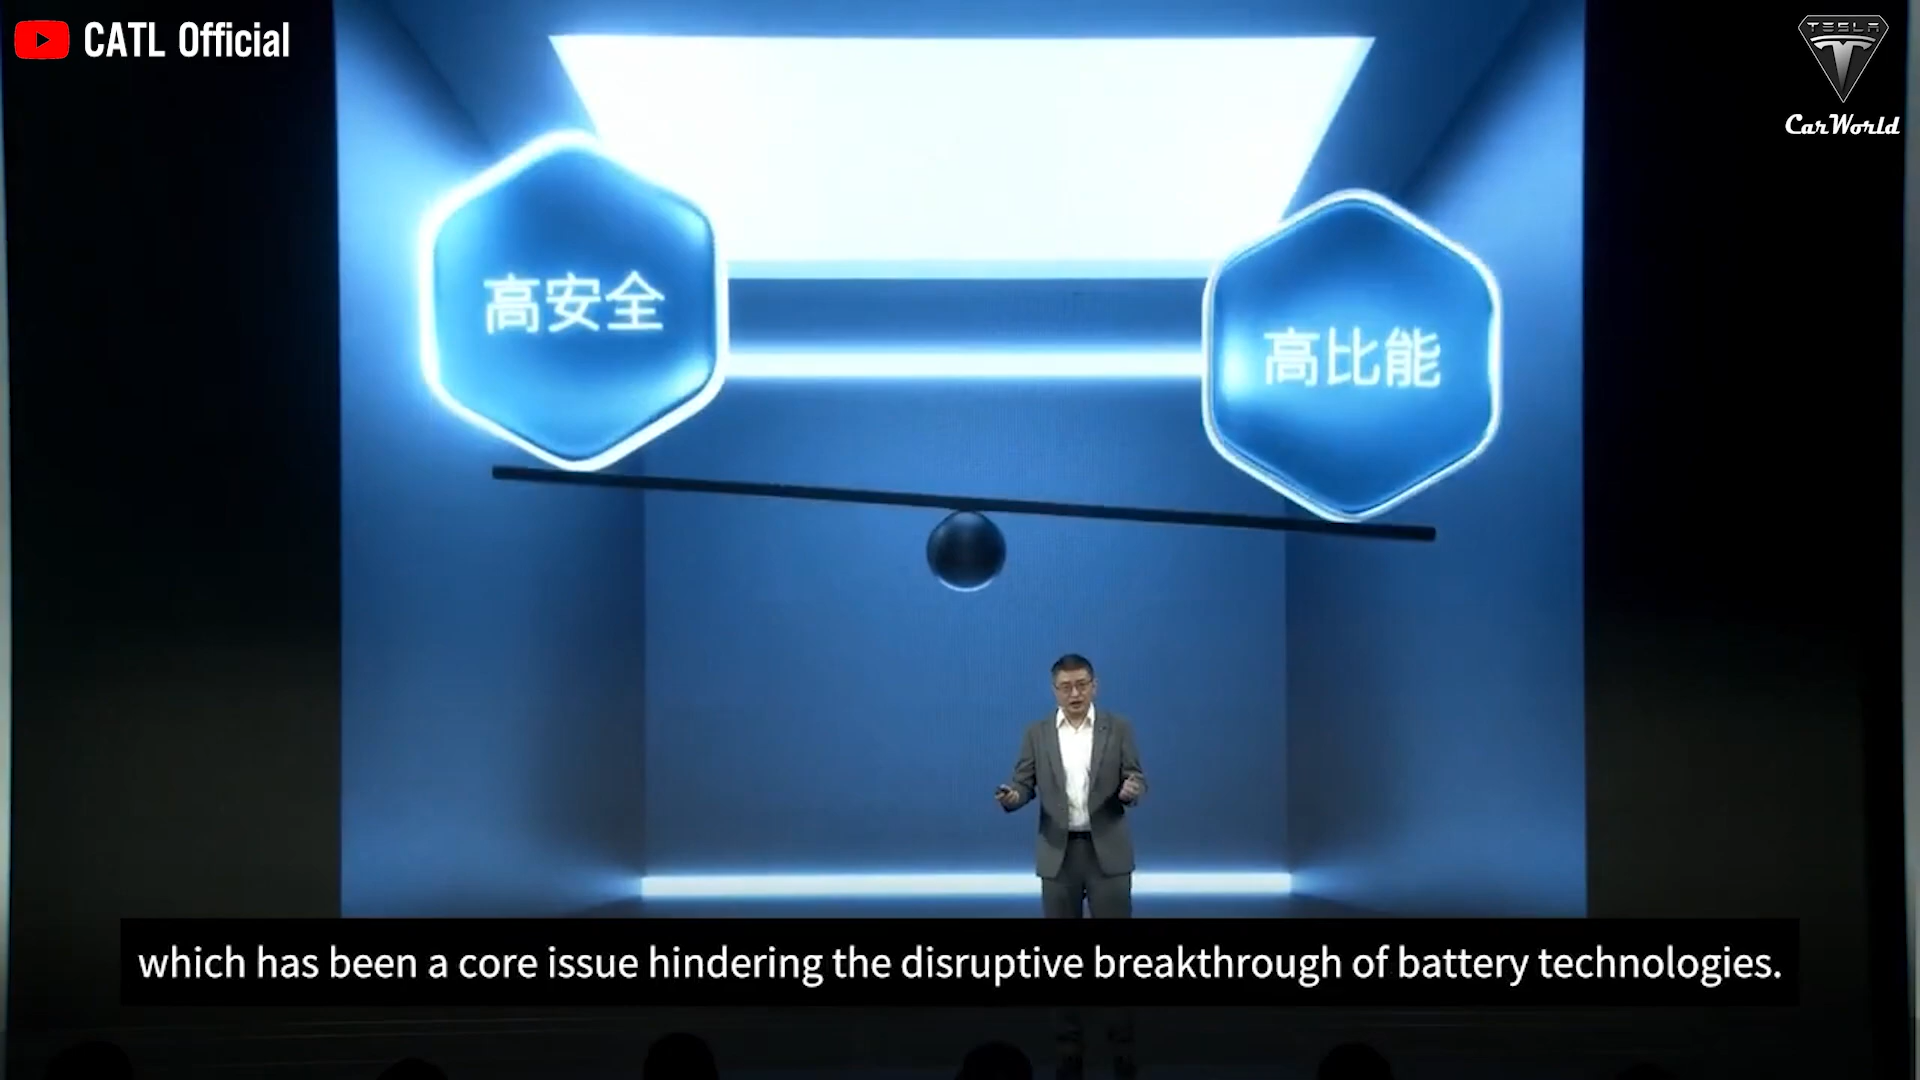 CATL Official
TESLA
CarWorld
高安全
高比能
which has been a core issue hindering the disruptive breakthrough of battery technologies.